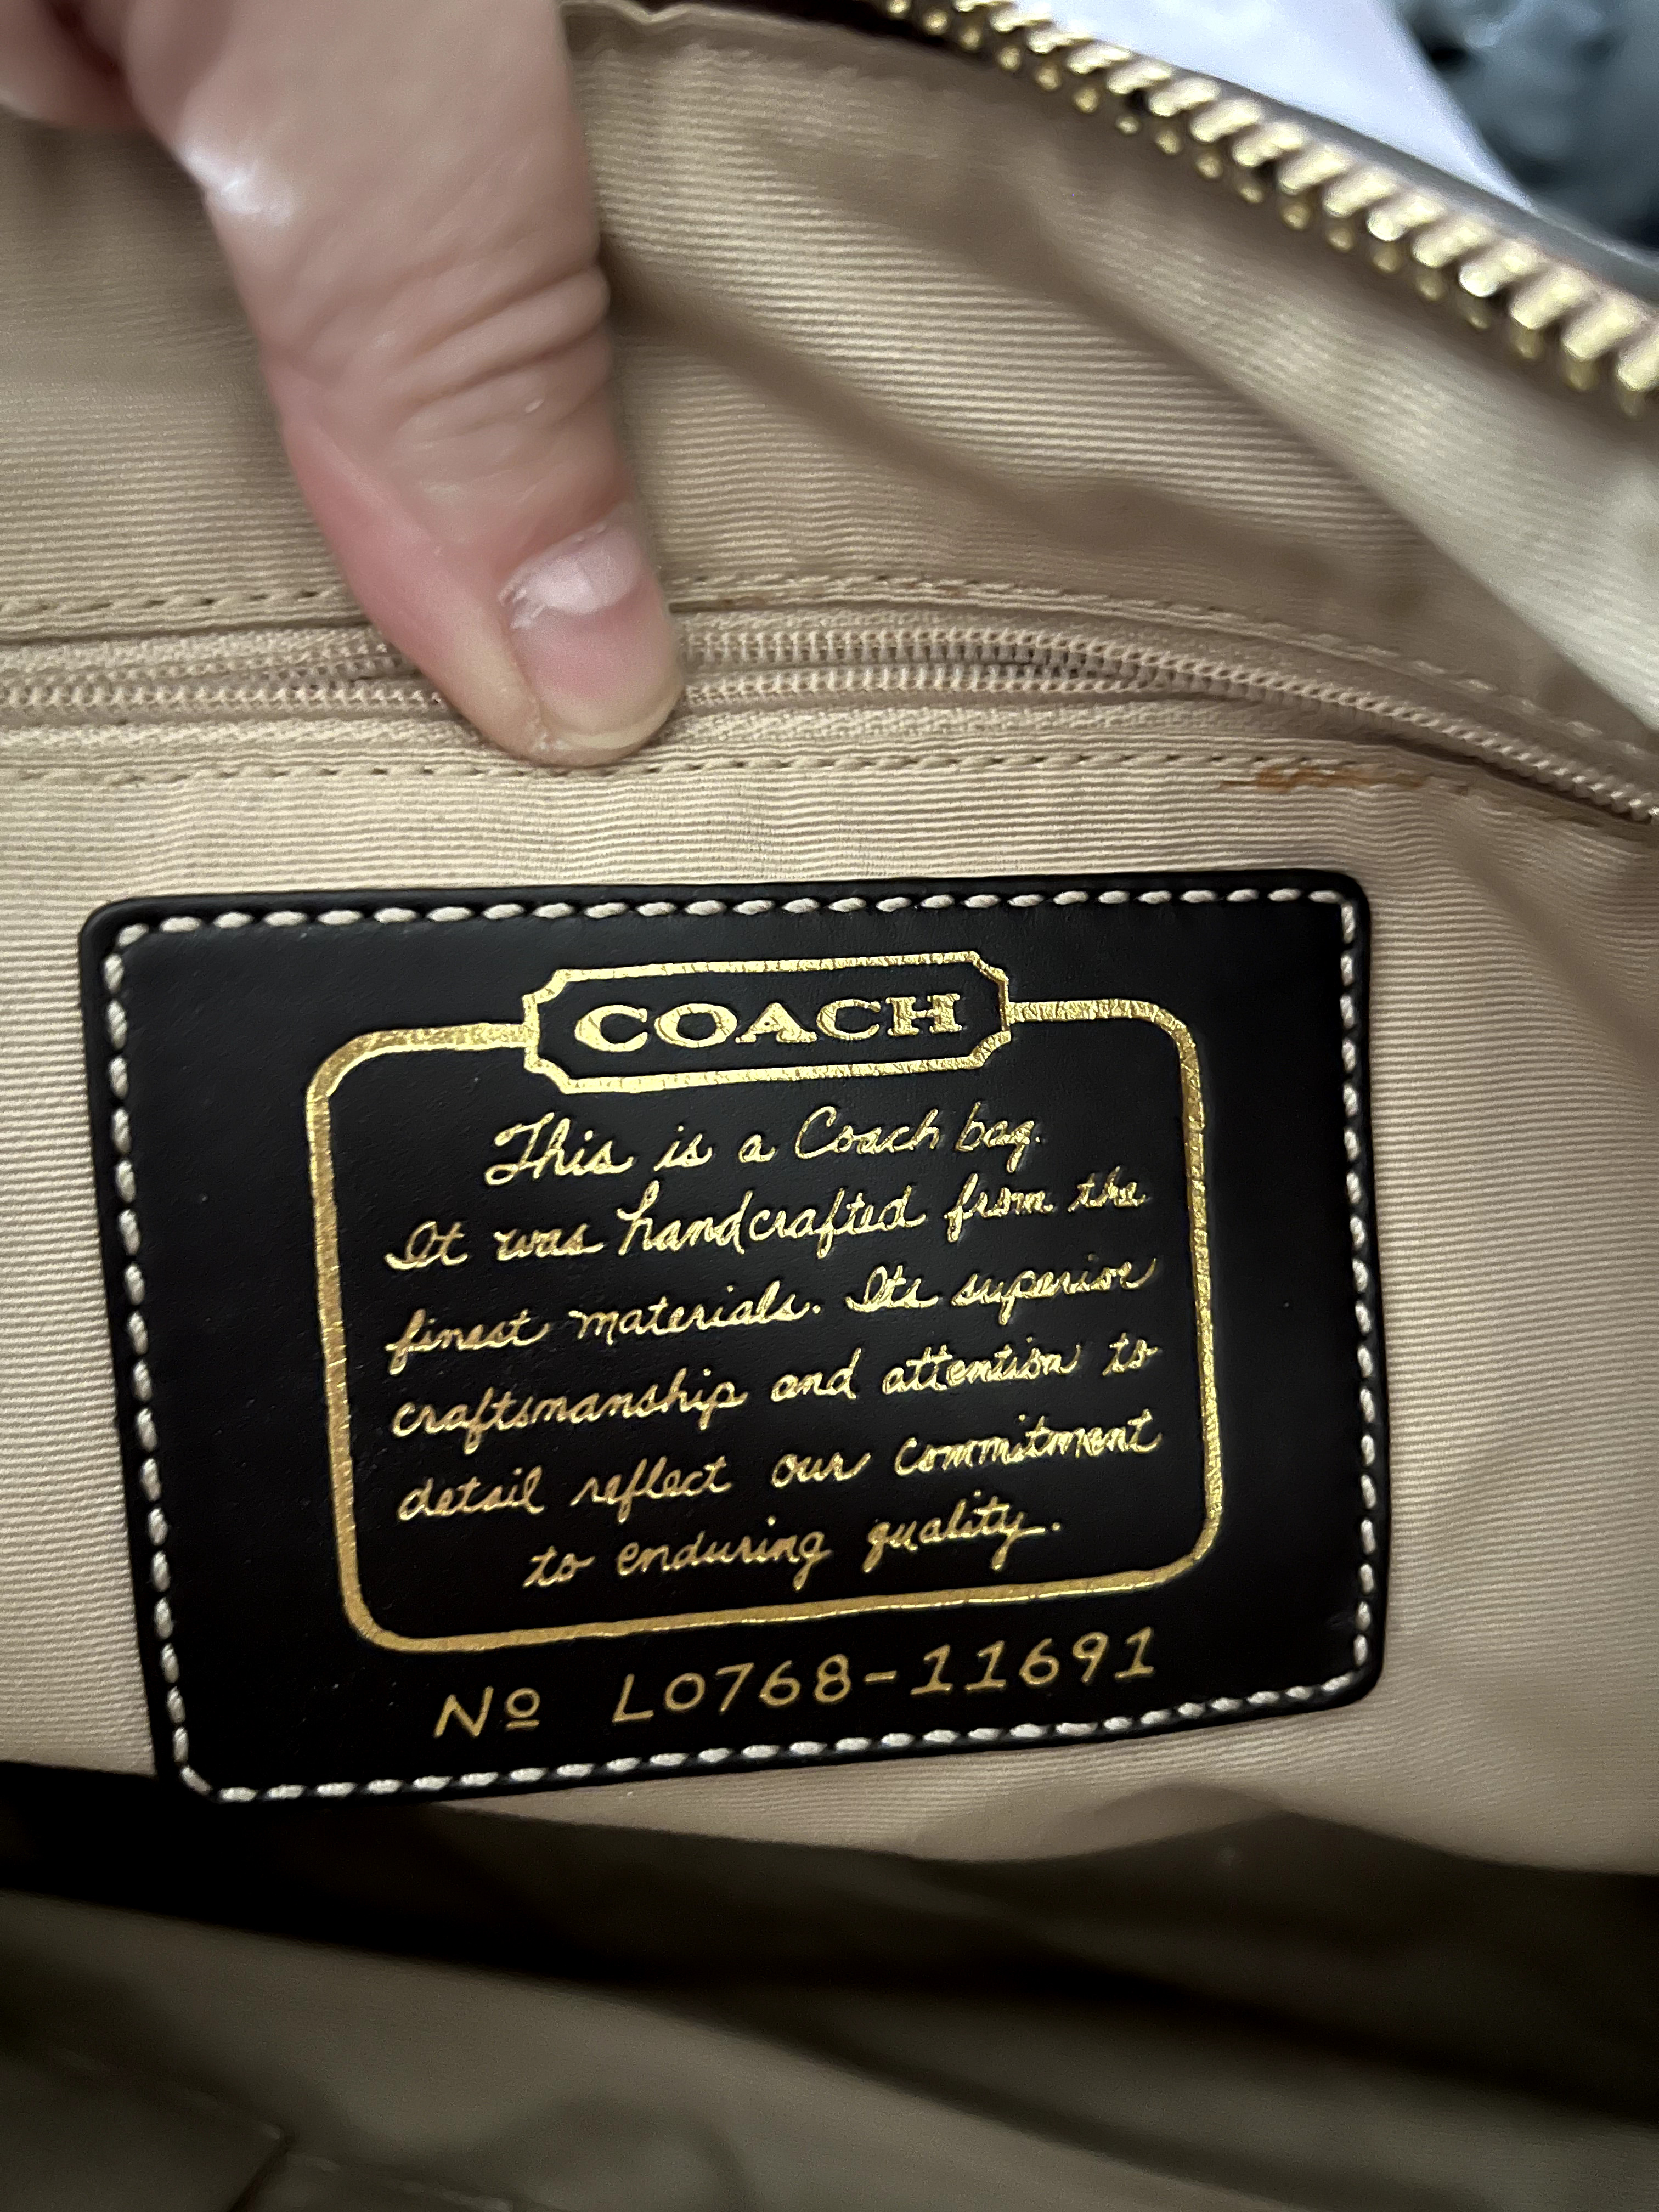 COACH
This is a Coach bag.
It was handcrafted from the
finest materials. Its superior
craftsmanship and attention to
detail reflect our commitment
to enduring quality.
Nº L0768-11691